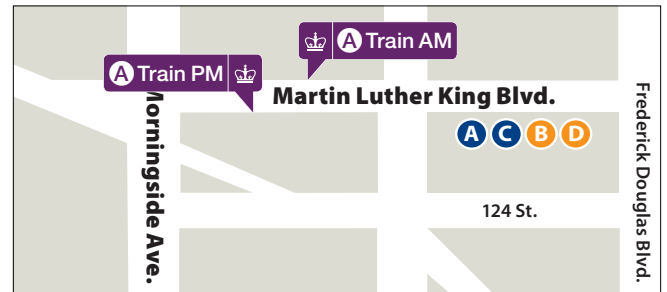 A Train AM
A Train PM
Martin Luther King Blvd.
A C B D
Morningside Ave.
124 St.
Frederick Douglas Blvd.